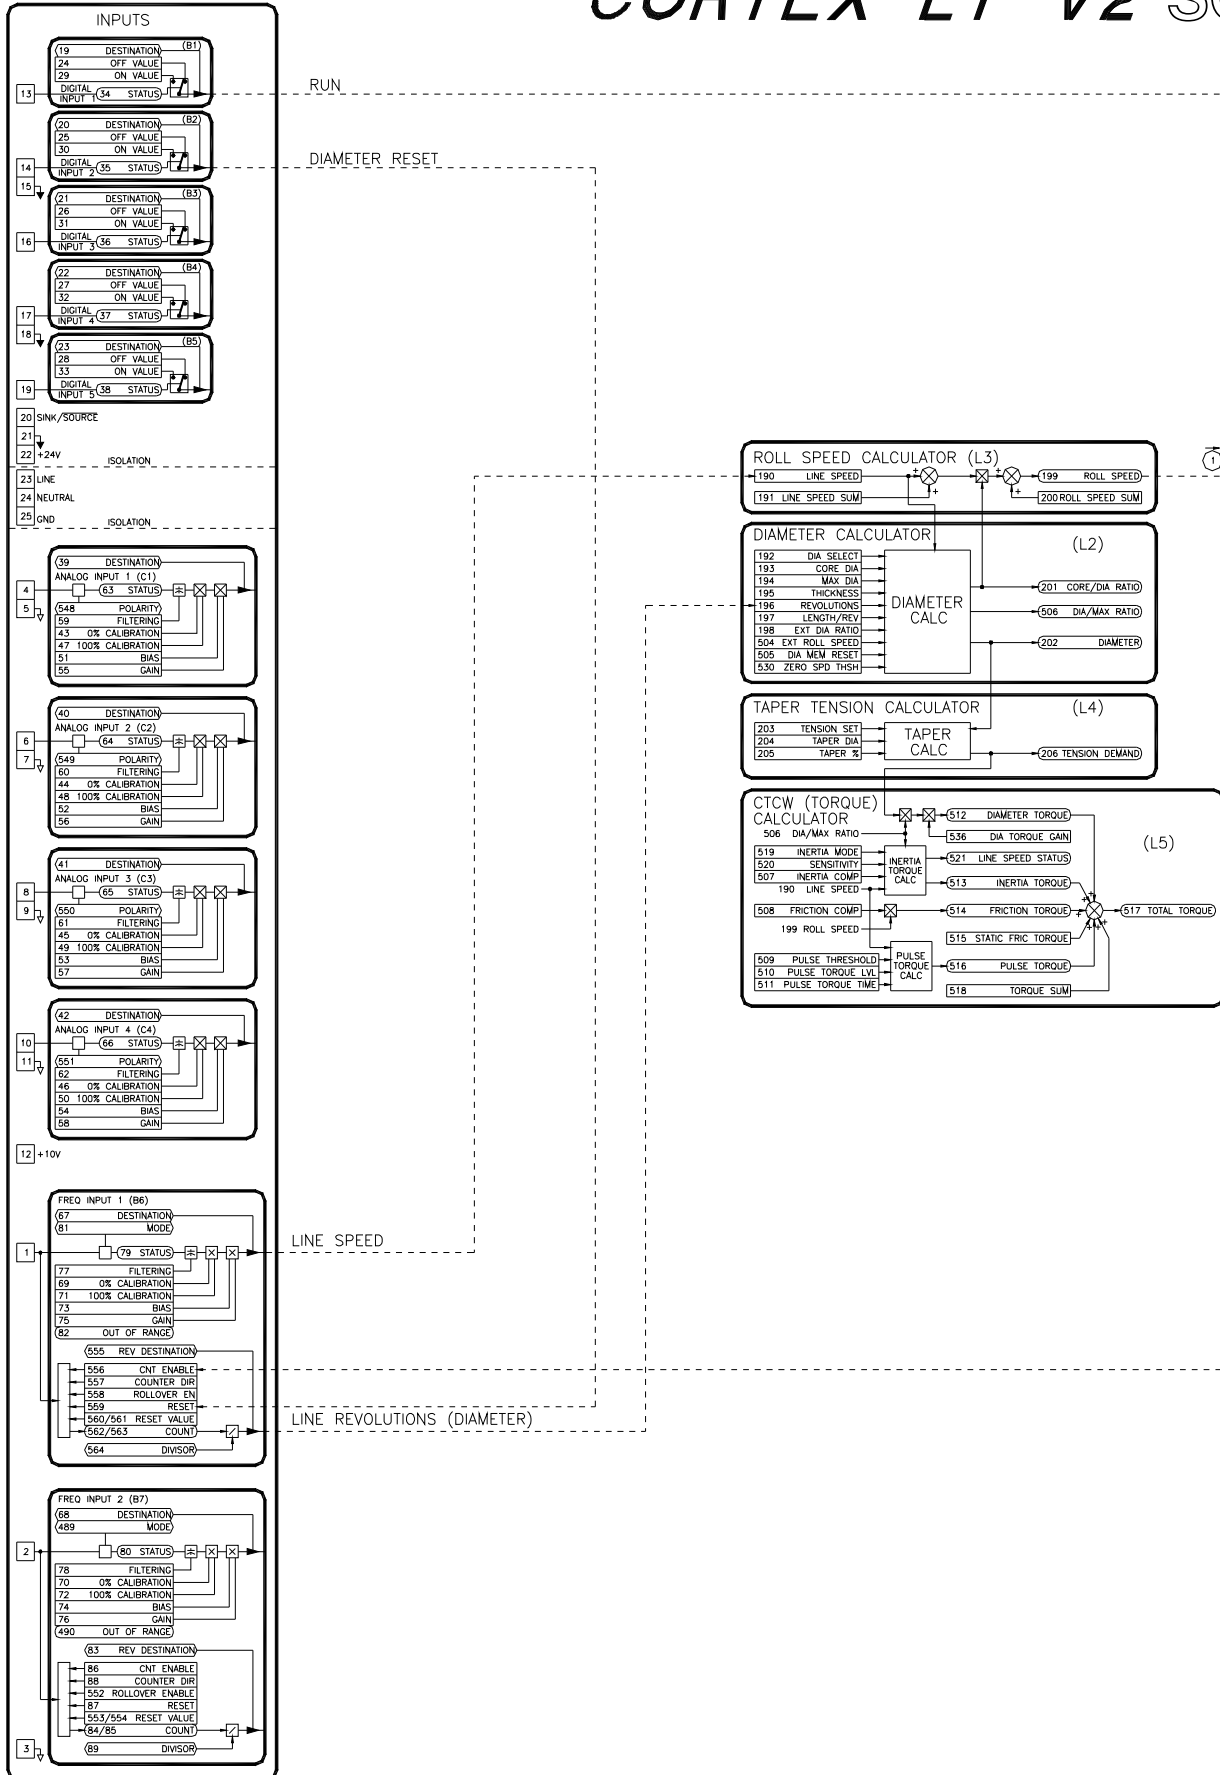 CORTEX LT V2
INPUTS
19 DESTINATION (B1)
24 OFF VALUE
29 ON VALUE
13 DIGITAL INPUT 1 34 STATUS
RUN
20 DESTINATION (B2)
25 OFF VALUE
30 ON VALUE
14 DIGITAL INPUT 2 35 STATUS
DIAMETER RESET
15
21 DESTINATION (B3)
26 OFF VALUE
31 ON VALUE
16 DIGITAL INPUT 3 36 STATUS
22 DESTINATION (B4)
27 OFF VALUE
32 ON VALUE
17 DIGITAL INPUT 4 37 STATUS
18
23 DESTINATION (B5)
28 OFF VALUE
33 ON VALUE
19 DIGITAL INPUT 5 38 STATUS
20 SINK/SOURCE
21
22 +24V
ISOLATION
23 LINE
24 NEUTRAL
25 GND
ISOLATION
39 DESTINATION
ANALOG INPUT 1 (C1)
4 63 STATUS
5
548 POLARITY
59 FILTERING
43 0% CALIBRATION
47 100% CALIBRATION
51 BIAS
55 GAIN
40 DESTINATION
ANALOG INPUT 2 (C2)
6 64 STATUS
7
549 POLARITY
60 FILTERING
44 0% CALIBRATION
48 100% CALIBRATION
52 BIAS
56 GAIN
41 DESTINATION
ANALOG INPUT 3 (C3)
8 65 STATUS
9
550 POLARITY
61 FILTERING
45 0% CALIBRATION
49 100% CALIBRATION
53 BIAS
57 GAIN
42 DESTINATION
ANALOG INPUT 4 (C4)
10 66 STATUS
11
551 POLARITY
62 FILTERING
46 0% CALIBRATION
50 100% CALIBRATION
54 BIAS
58 GAIN
12 +10V
FREQ INPUT 1 (B6)
67 DESTINATION
81 MODE
1 79 STATUS
LINE SPEED
77 FILTERING
69 0% CALIBRATION
71 100% CALIBRATION
73 BIAS
75 GAIN
82 OUT OF RANGE
555 REV DESTINATION
556 CNT ENABLE
557 COUNTER DIR
558 ROLLOVER EN
559 RESET
560/561 RESET VALUE
562/563 COUNT
564 DIVISOR
LINE REVOLUTIONS (DIAMETER)
FREQ INPUT 2 (B7)
68 DESTINATION
489 MODE
2 80 STATUS
78 FILTERING
70 0% CALIBRATION
72 100% CALIBRATION
74 BIAS
76 GAIN
490 OUT OF RANGE
83 REV DESTINATION
86 CNT ENABLE
88 COUNTER DIR
552 ROLLOVER ENABLE
87 RESET
553/554 RESET VALUE
84/85 COUNT
89 DIVISOR
3
ROLL SPEED CALCULATOR (L3)
190 LINE SPEED
191 LINE SPEED SUM
199 ROLL SPEED
200 ROLL SPEED SUM
1
DIAMETER CALCULATOR (L2)
192 DIA SELECT
193 CORE DIA
194 MAX DIA
195 THICKNESS
196 REVOLUTIONS
197 LENGTH/REV
198 EXT DIA RATIO
504 EXT ROLL SPEED
505 DIA MEM RESET
530 ZERO SPD THSH
DIAMETER CALC
201 CORE/DIA RATIO
506 DIA/MAX RATIO
202 DIAMETER
TAPER TENSION CALCULATOR (L4)
203 TENSION SET
204 TAPER DIA
205 TAPER %
TAPER CALC
206 TENSION DEMAND
CTCW (TORQUE) CALCULATOR (L5)
506 DIA/MAX RATIO
519 INERTIA MODE
520 SENSITIVITY
507 INERTIA COMP
190 LINE SPEED
INERTIA TORQUE CALC
508 FRICTION COMP
199 ROLL SPEED
509 PULSE THRESHOLD
510 PULSE TORQUE LVL
511 PULSE TORQUE TIME
PULSE TORQUE CALC
512 DIAMETER TORQUE
536 DIA TORQUE GAIN
521 LINE SPEED STATUS
513 INERTIA TORQUE
514 FRICTION TORQUE
515 STATIC FRIC TORQUE
516 PULSE TORQUE
518 TORQUE SUM
517 TOTAL TORQUE